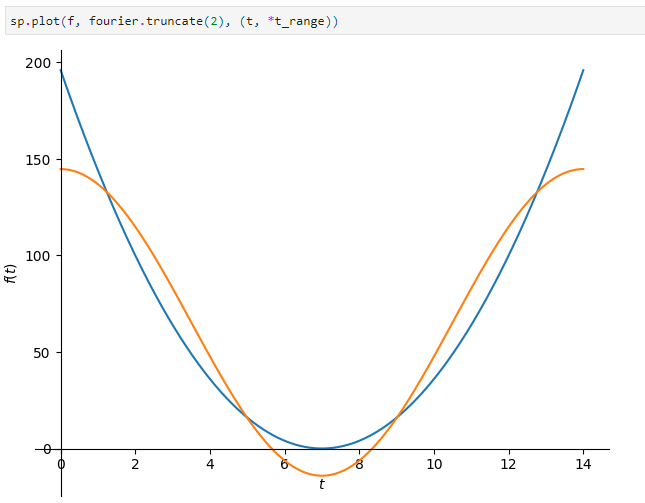 sp.plot(f, fourier.truncate(2), (t, *t_range))
200
150
100
50
0
f(t)
0 2 4 6 8 10 12 14
t